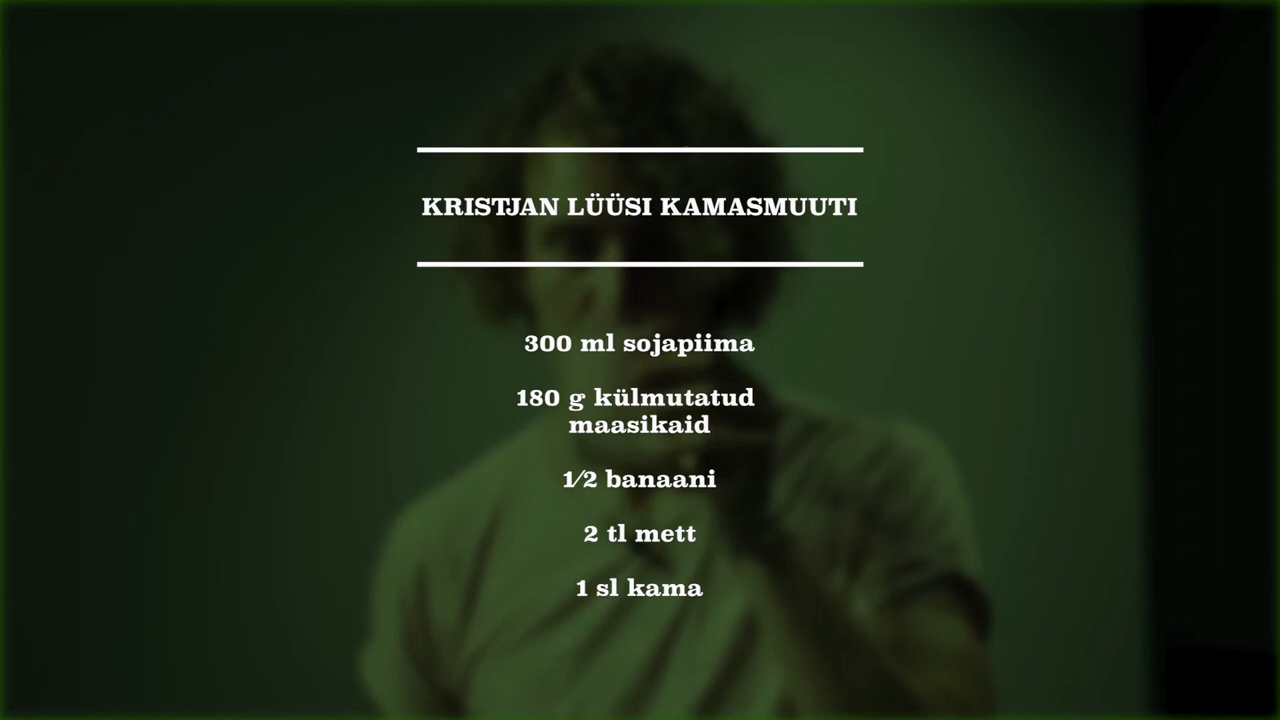 KRISTJAN LÜÜSI KAMASMUUTI
300 ml sojapiima
180 g külmutatud
maasikaid
1/2 banaani
2 tl mett
1 sl kama